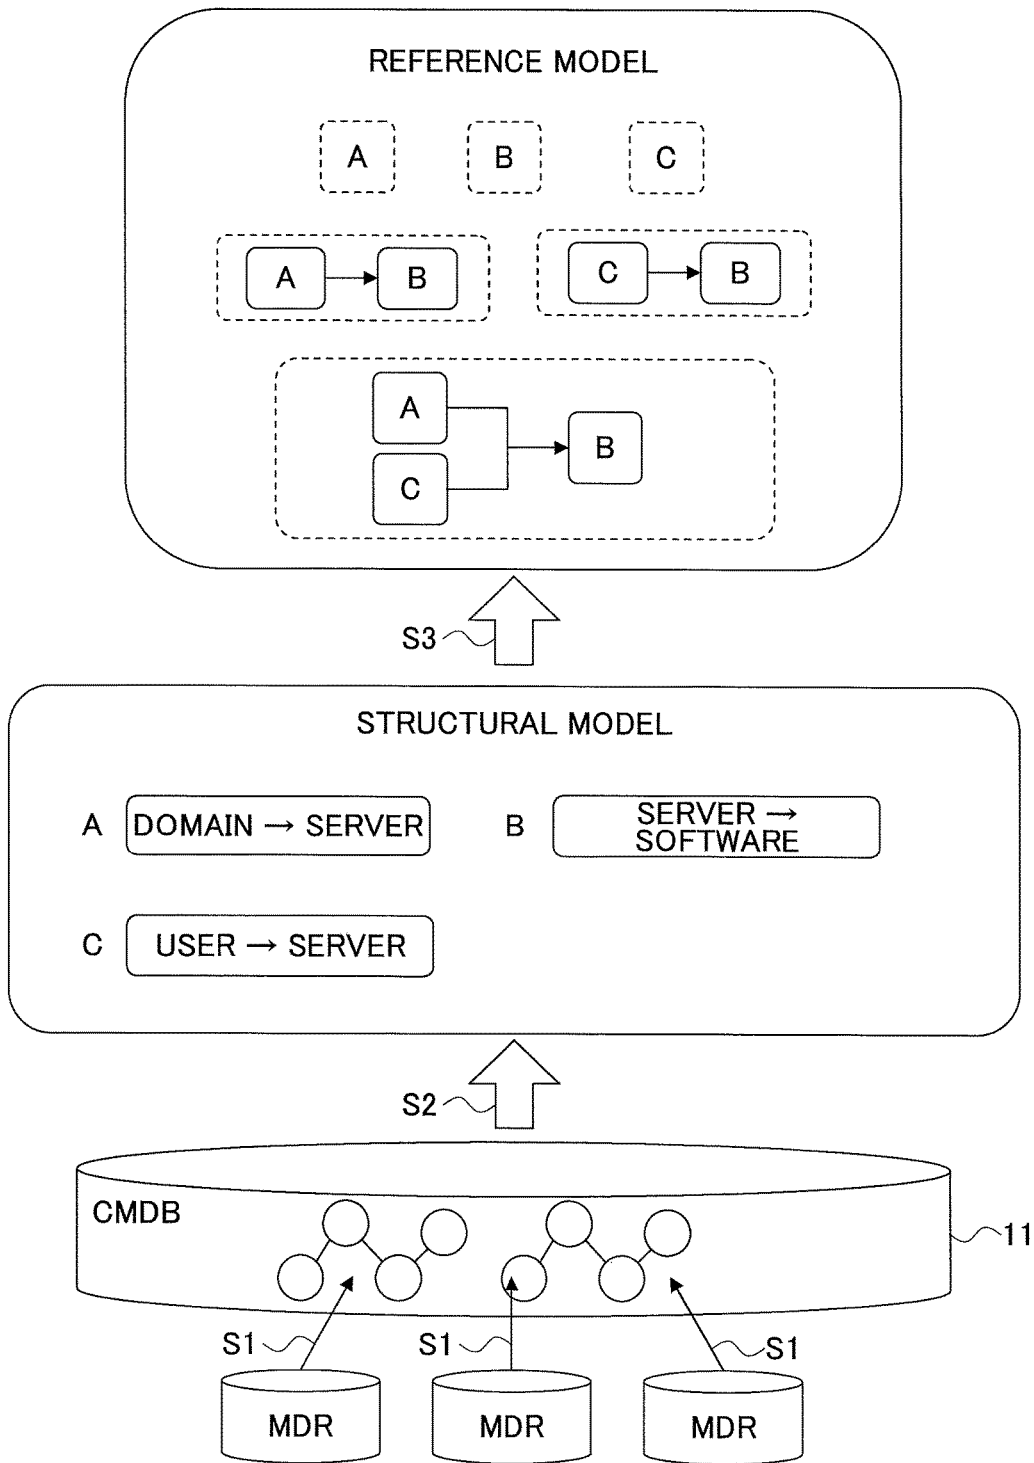 REFERENCE MODEL
A B C
A B C B
A
B
C
S3
STRUCTURAL MODEL
A DOMAIN → SERVER B SERVER →
SOFTWARE
C USER → SERVER
S2
CMDB
11
S1 S1 S1
MDR MDR MDR